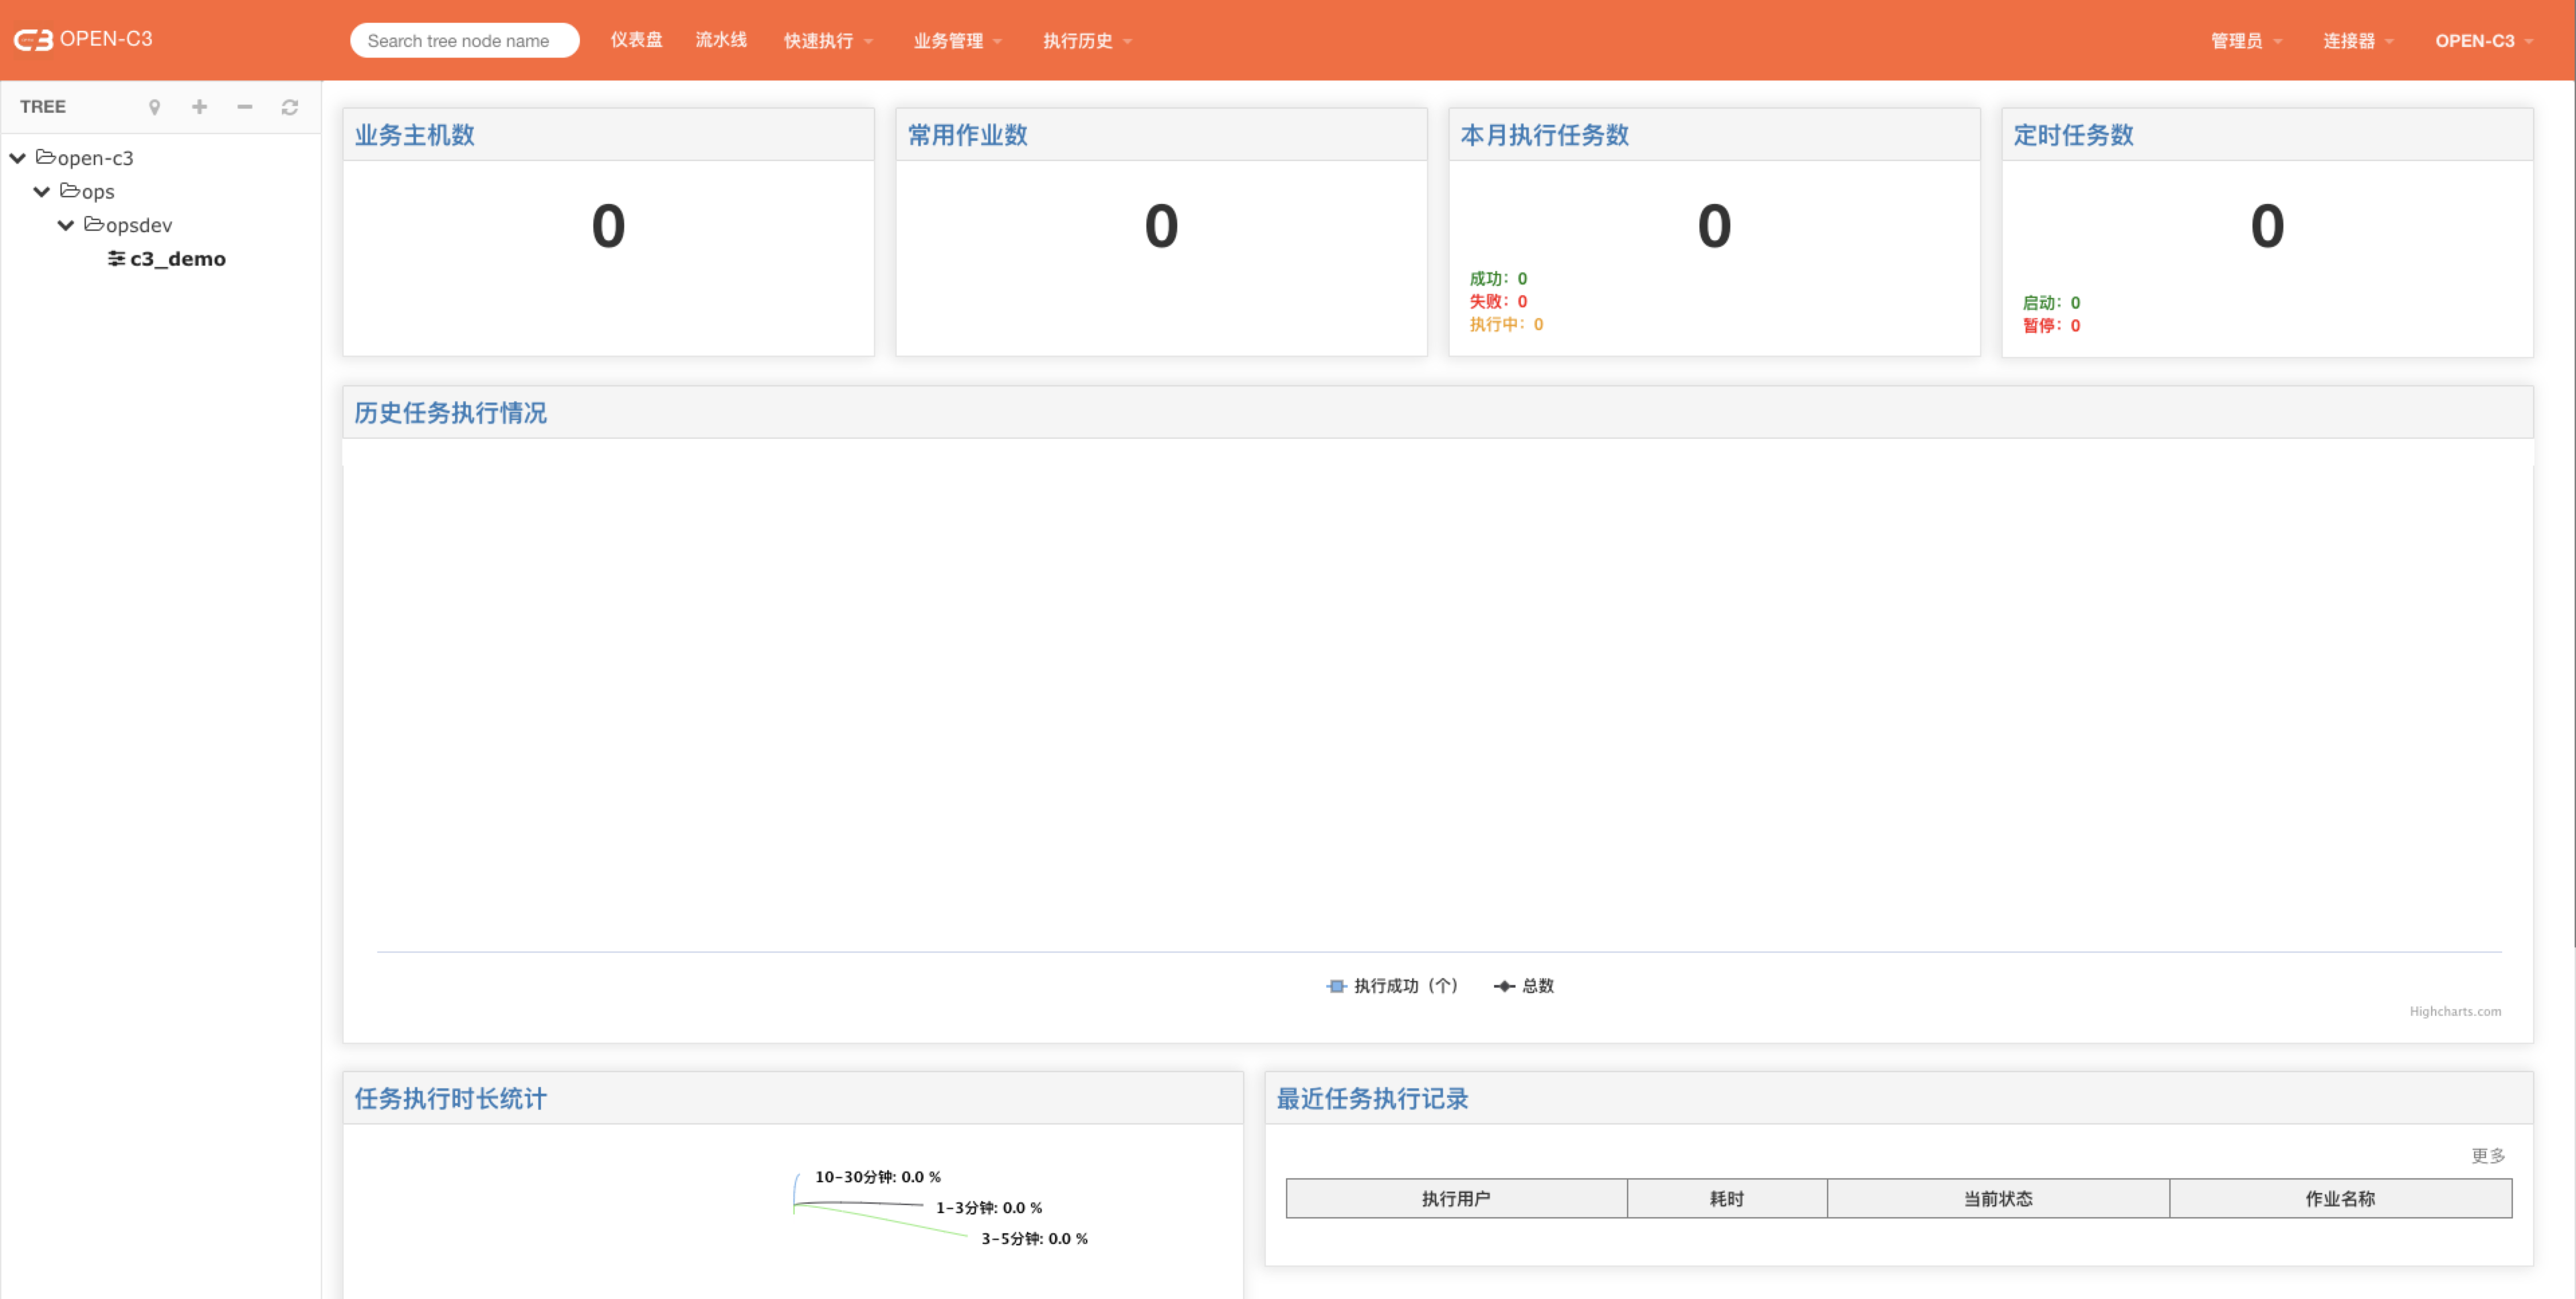 OPEN-C3
Search tree node name
仪表盘
流水线
快速执行
业务管理
执行历史
管理员
连接器
OPEN-C3
TREE
open-c3
ops
opsdev
c3_demo
业务主机数
0
常用作业数
0
本月执行任务数
0
成功：0
失败：0
执行中：0
定时任务数
0
启动：0
暂停：0
历史任务执行情况
执行成功（个）
总数
Highcharts.com
任务执行时长统计
10-30分钟: 0.0 %
1-3分钟: 0.0 %
3-5分钟: 0.0 %
最近任务执行记录
更多
执行用户
耗时
当前状态
作业名称